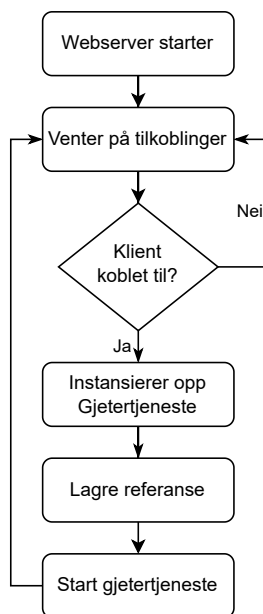 Webserver starter
Venter på tilkoblinger
Klient
koblet til?
Nei
Ja
Instansierer opp
Gjetertjeneste
Lagre referanse
Start gjetertjeneste